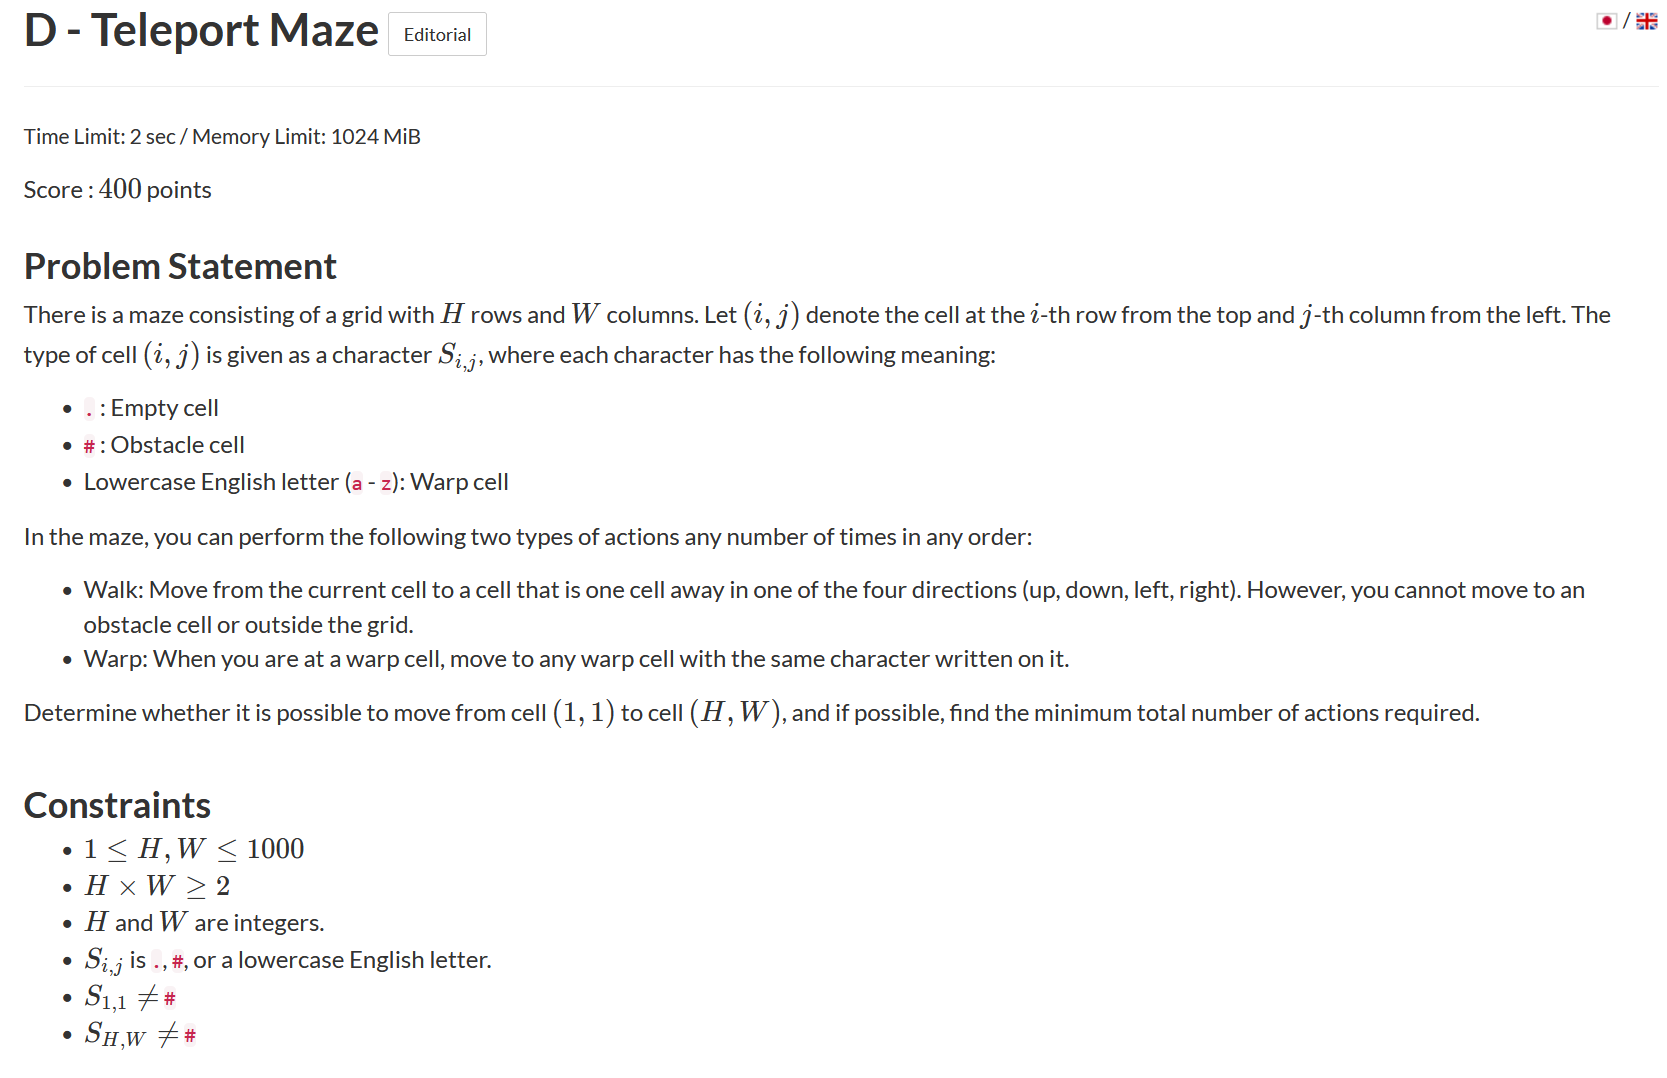 D - Teleport Maze Editorial
/
Time Limit: 2 sec / Memory Limit: 1024 MiB
Score : 400 points
Problem Statement
There is a maze consisting of a grid with H rows and W columns. Let (i, j) denote the cell at the i-th row from the top and j-th column from the left. The
type of cell (i, j) is given as a character S_{i,j}, where each character has the following meaning:
• . : Empty cell
• # : Obstacle cell
• Lowercase English letter (a - z): Warp cell
In the maze, you can perform the following two types of actions any number of times in any order:
• Walk: Move from the current cell to a cell that is one cell away in one of the four directions (up, down, left, right). However, you cannot move to an
obstacle cell or outside the grid.
• Warp: When you are at a warp cell, move to any warp cell with the same character written on it.
Determine whether it is possible to move from cell (1, 1) to cell (H, W), and if possible, find the minimum total number of actions required.
Constraints
• 1 ≤ H, W ≤ 1000
• H × W ≥ 2
• H and W are integers.
• S_{i,j} is ., #, or a lowercase English letter.
• S_{1,1} ≠ #
• S_{H,W} ≠ #